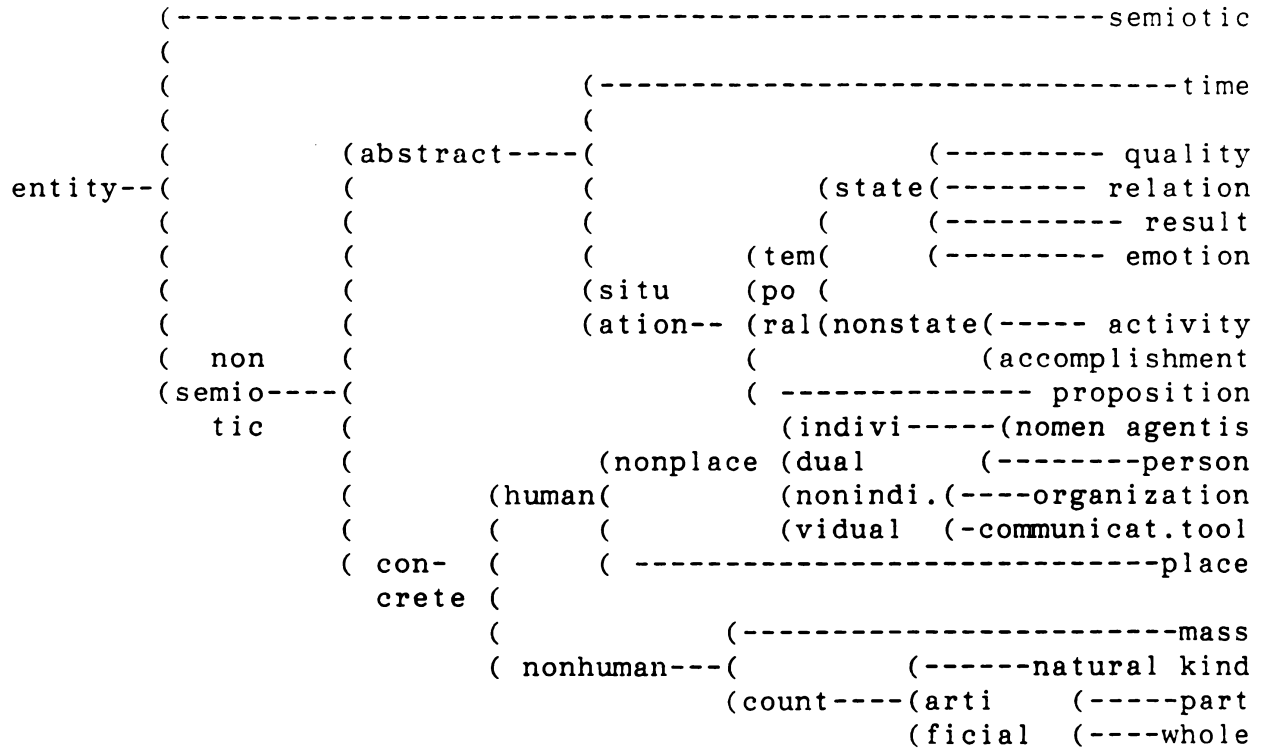 (---------------------------------------------------semiotic
(
( (--------------------------------time
( (
( (abstract----( (--------- quality
entity--( ( ( (state(-------- relation
( ( ( ( (---------- result
( ( ( (tem( (--------- emotion
( ( (situ (po (
( ( (ation-- (ral(nonstate(----- activity
( non ( ( (accomplishment
(semio----( ( -------------- proposition
tic ( (indivi-----(nomen agentis
( (nonplace (dual (--------person
( (human( (nonindi.(----organization
( ( ( (vidual (-communicat.tool
( con- ( ( -----------------------------place
crete (
( (------------------------mass
( nonhuman---( (------natural kind
(count----(arti (-----part
(ficial (----whole